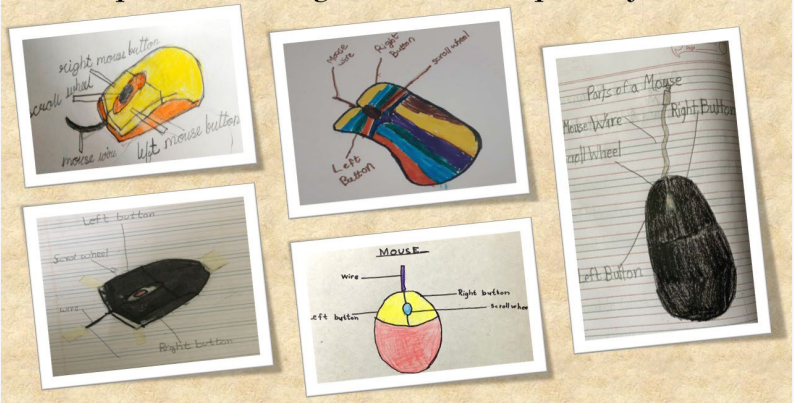 right mouse button
scroll wheel
mouse wire
left mouse button
Mouse wire
Right Button
scroll wheel
Left Button
Parts of a Mouse
Mouse Wire
Right Button
croll Wheel
Left Button
Left button
Scrol wheel
wire
Right button
MOUSE
wire
Right button
eft button
scroll whee